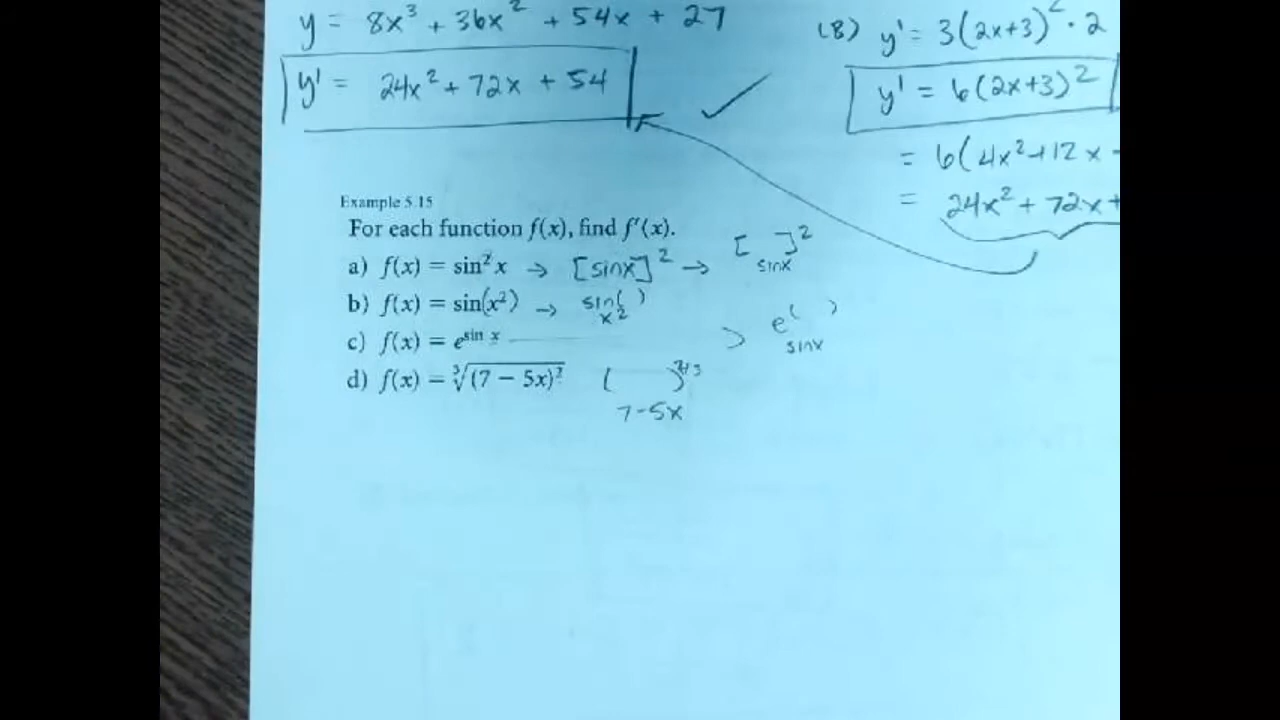 y = 8x³ + 36x² + 54x + 27
y' = 24x² + 72x + 54
(B) y' = 3(2x+3)² · 2
y' = 6(2x+3)²
= 6(4x²+12x
= 24x² + 72x +
Example 5.15
For each function f(x), find f'(x).
a) f(x) = sin² x → [sinx]² → [ ]²
sinx
b) f(x) = sin(x²) → sin( )
x²
c) f(x) = e^(sin x) → e^( )
sinx
d) f(x) = ∛(7 − 5x)² ( )^(2/3)
7-5x